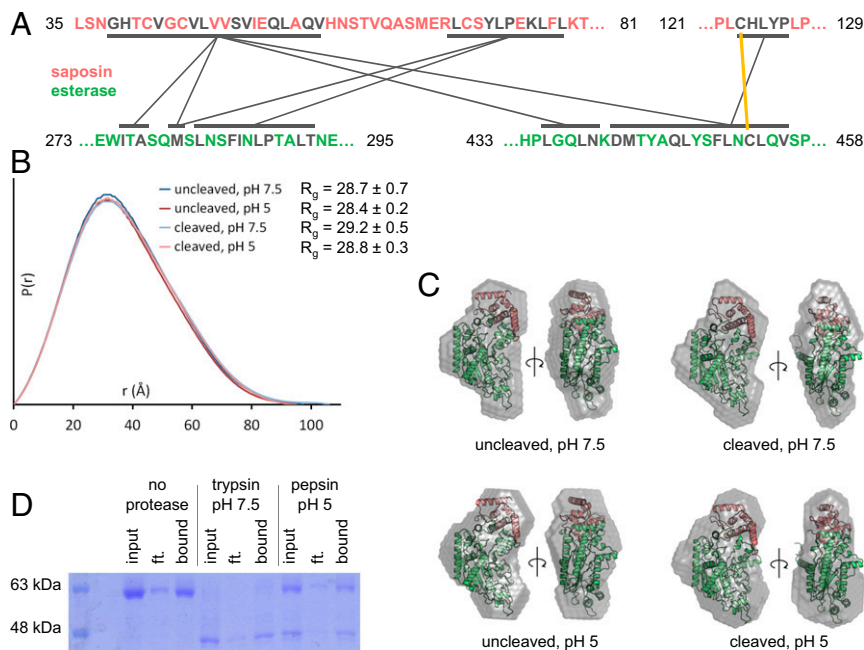 A
35 LSNGHTCVGCVLVVSVIEQLAQVHNSTVQASMERLCSYLPEKLFLKT... 81 121 ...PLCHLYPLP... 129
saposin
esterase
273 ...EWITASQMSLNSFINLPTALTNE... 295 433 ...HPLGQLNKDMTYAQLYSFLNCLQVSP... 458
B
uncleaved, pH 7.5 Rg = 28.7 ± 0.7
uncleaved, pH 5 Rg = 28.4 ± 0.2
cleaved, pH 7.5 Rg = 29.2 ± 0.5
cleaved, pH 5 Rg = 28.8 ± 0.3
P(r)
r (Å)
0 20 40 60 80 100
C
uncleaved, pH 7.5 cleaved, pH 7.5
uncleaved, pH 5 cleaved, pH 5
D
no protease
trypsin pH 7.5
pepsin pH 5
input ft. bound input ft. bound input ft. bound
63 kDa
48 kDa